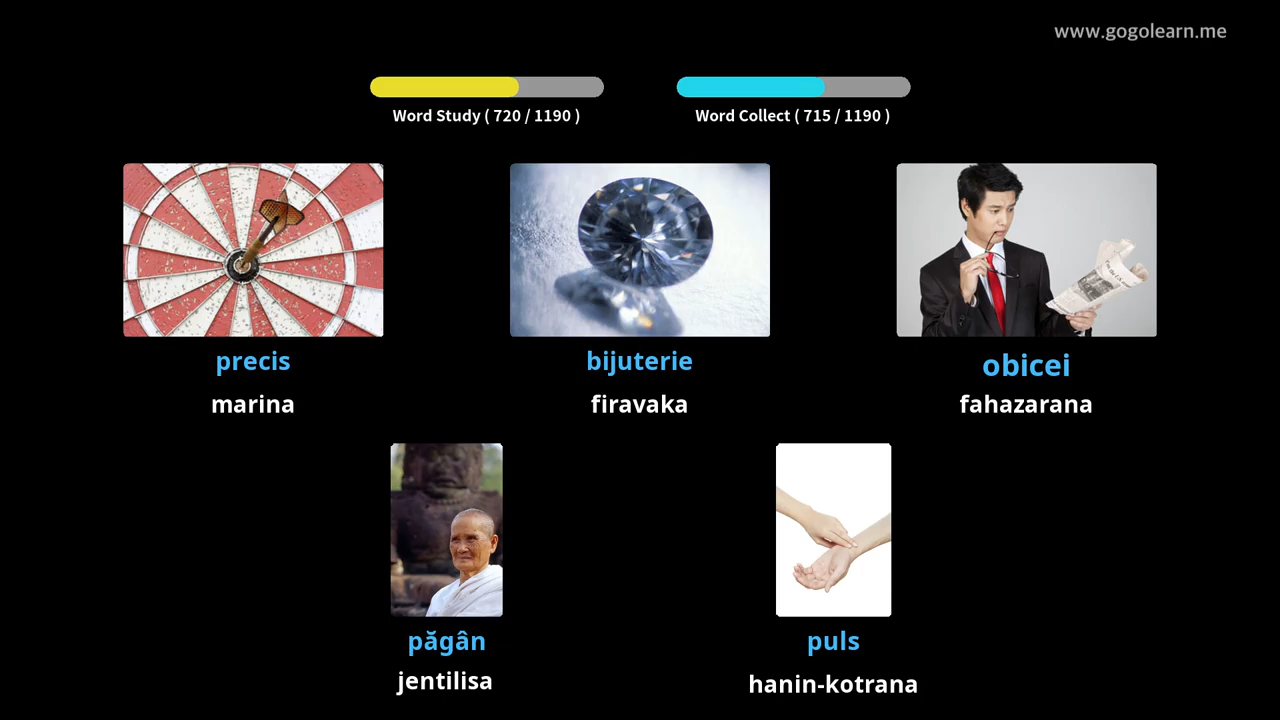 www.gogolearn.me
Word Study ( 720 / 1190 )
Word Collect ( 715 / 1190 )
precis
bijuterie
obicei
marina
firavaka
fahazarana
păgân
puls
jentilisa
hanin-kotrana